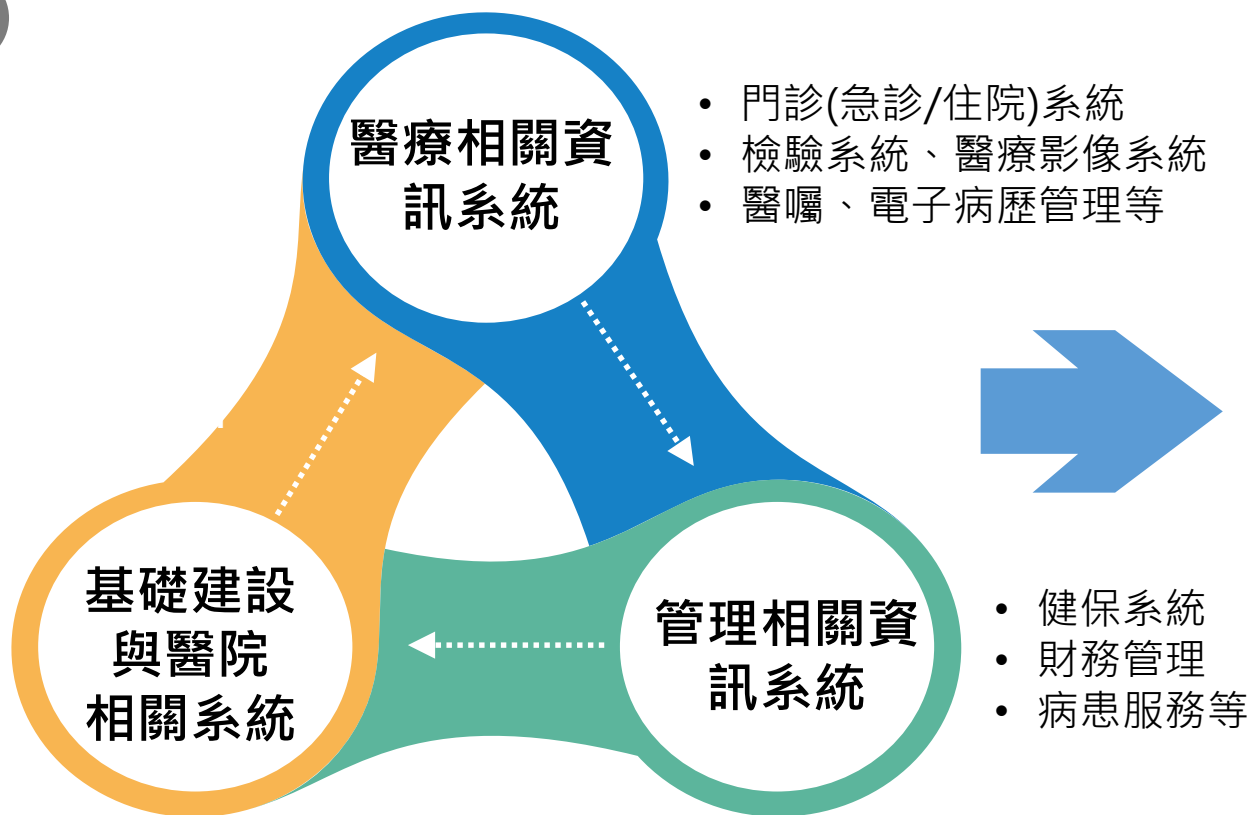 醫療相關資
訊系統
• 門診(急診/住院)系統
• 檢驗系統、醫療影像系統
• 醫囑、電子病歷管理等
基礎建設
與醫院
相關系統
管理相關資
訊系統
• 健保系統
• 財務管理
• 病患服務等